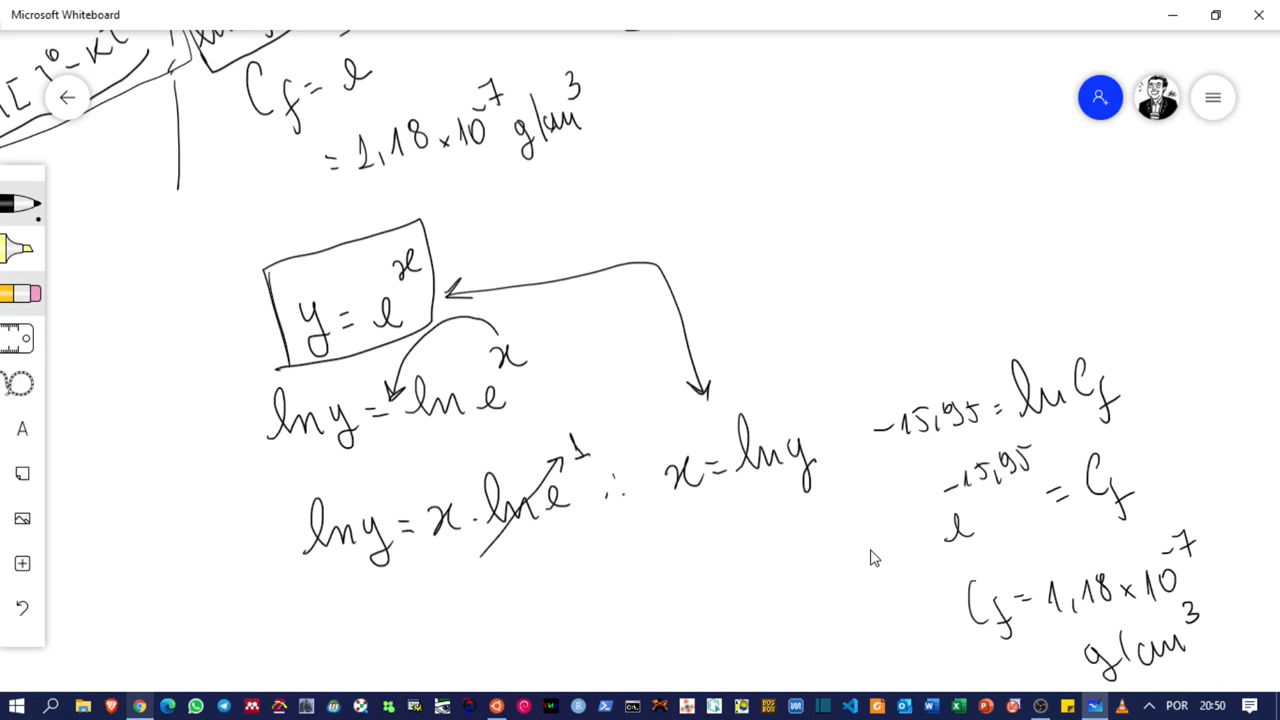 Microsoft Whiteboard
Cf = e
= 1,18 × 10⁻⁷ g/cm³
y = eˣ
ln y = ln eˣ
ln y = x . ln e 1 ∴ x = ln y
-15,95 = ln Cf
e^-15,95 = Cf
Cf = 1,18 × 10⁻⁷
g/cm³
A
POR 20:50